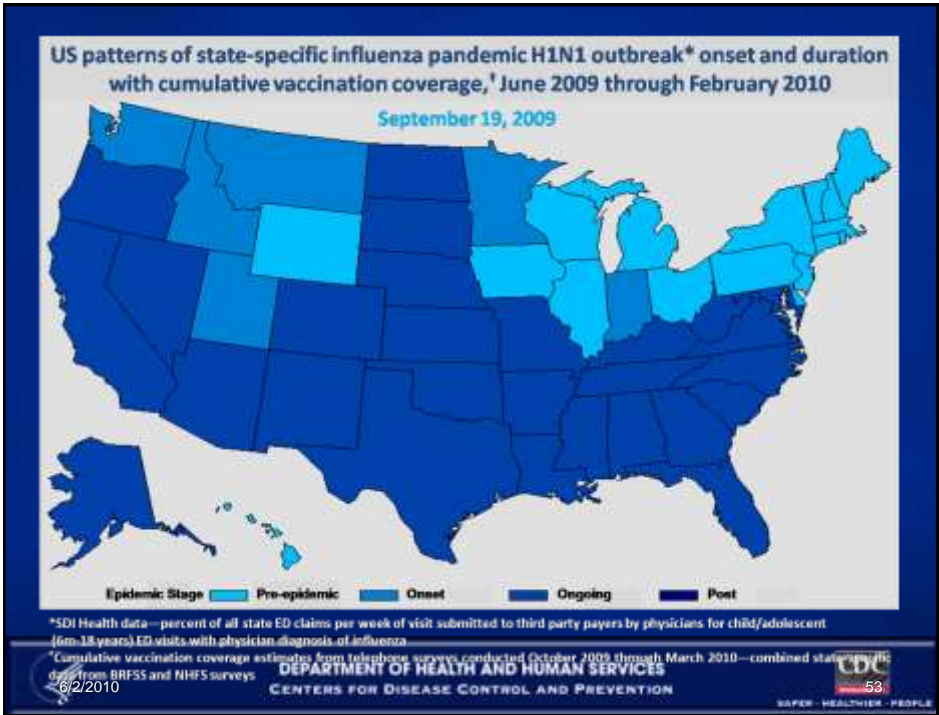 US patterns of state-specific influenza pandemic H1N1 outbreak* onset and duration
with cumulative vaccination coverage,† June 2009 through February 2010
September 19, 2009
Epidemic Stage Pre-epidemic Onset Ongoing Post
*SDI Health data—percent of all state ED claims per week of visit submitted to third party payers by physicians for child/adolescent
(6m-18 years) ED visits with physician diagnosis of influenza
†Cumulative vaccination coverage estimates from telephone surveys conducted October 2009 through March 2010—combined state-specific
data from BRFSS and NHFS surveys
DEPARTMENT OF HEALTH AND HUMAN SERVICES
CENTERS FOR DISEASE CONTROL AND PREVENTION
6/2/2010
CDC
53
SAFER • HEALTHIER • PEOPLE